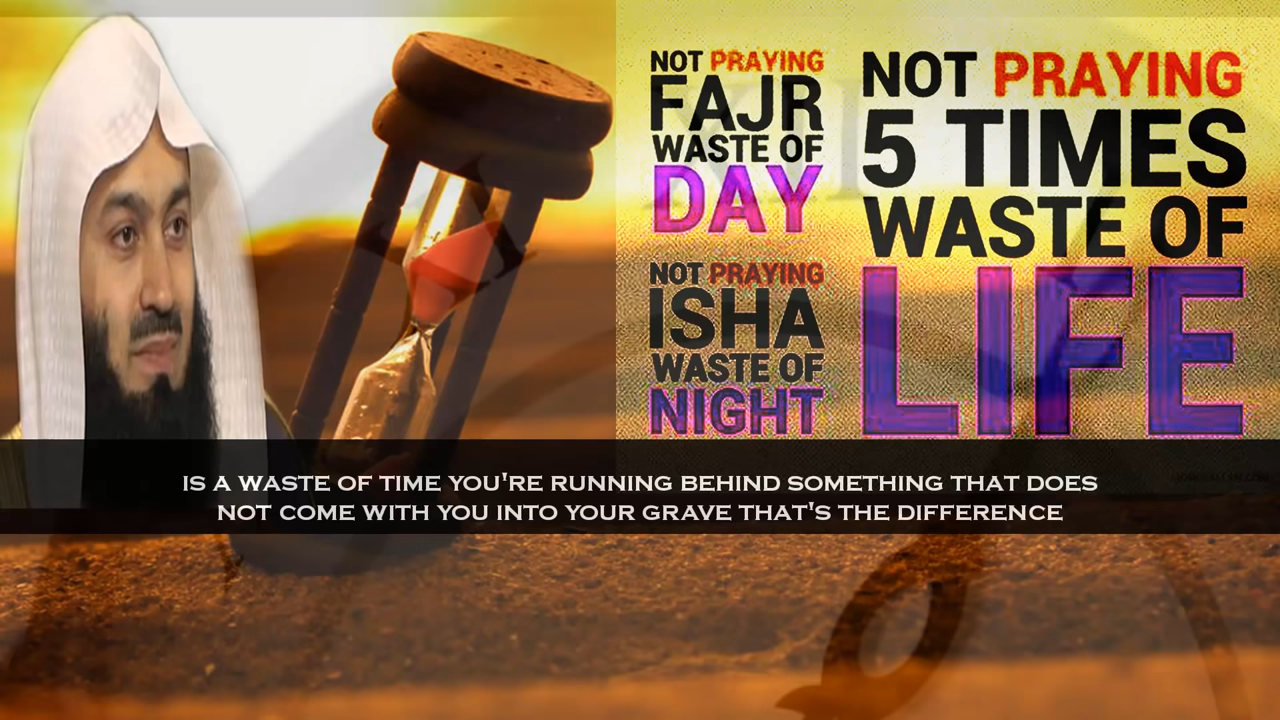 NOT PRAYING
FAJR
WASTE OF
DAY
NOT PRAYING
ISHA
WASTE OF
NIGHT
NOT PRAYING
5 TIMES
WASTE OF
LIFE
IS A WASTE OF TIME YOU'RE RUNNING BEHIND SOMETHING THAT DOES
NOT COME WITH YOU INTO YOUR GRAVE THAT'S THE DIFFERENCE